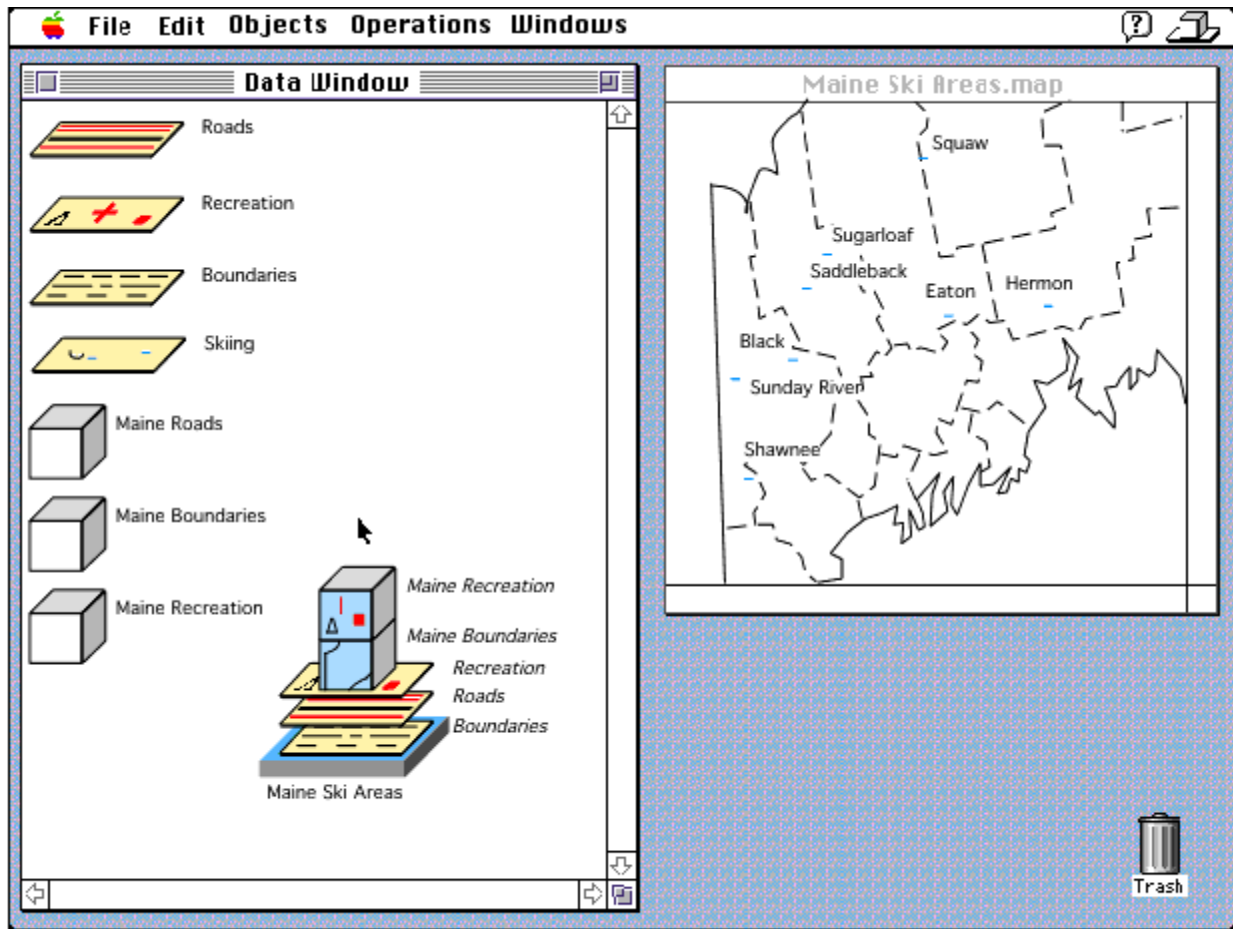 File Edit Objects Operations Windows
Data Window
Roads
Recreation
Boundaries
Skiing
Maine Roads
Maine Boundaries
Maine Recreation
Maine Recreation
Maine Boundaries
Recreation
Roads
Boundaries
Maine Ski Areas
Maine Ski Areas.map
Squaw
Sugarloaf
Saddleback
Eaton
Hermon
Black
Sunday River
Shawnee
Trash